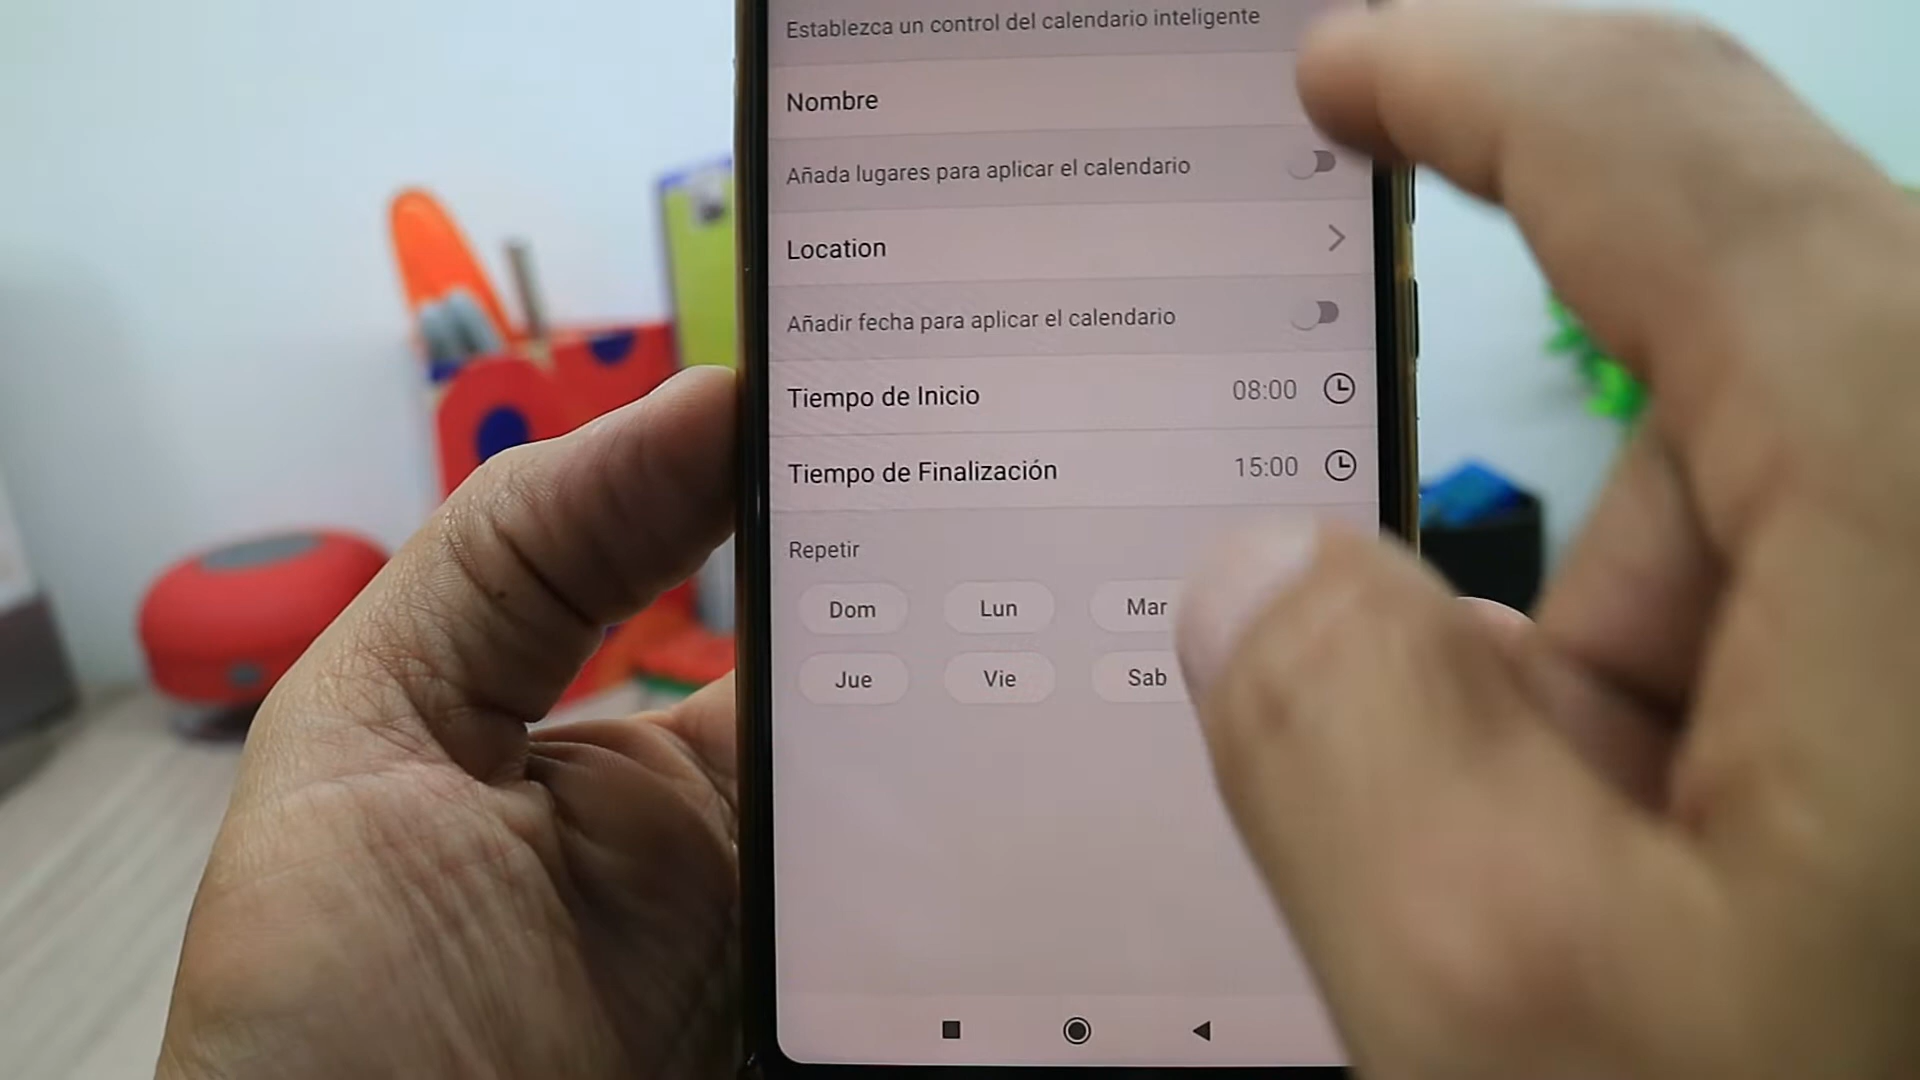 Establezca un control del calendario inteligente
Nombre
Añada lugares para aplicar el calendario
Location
Añadir fecha para aplicar el calendario
Tiempo de Inicio 08:00
Tiempo de Finalización 15:00
Repetir
Dom Lun Mar
Jue Vie Sab